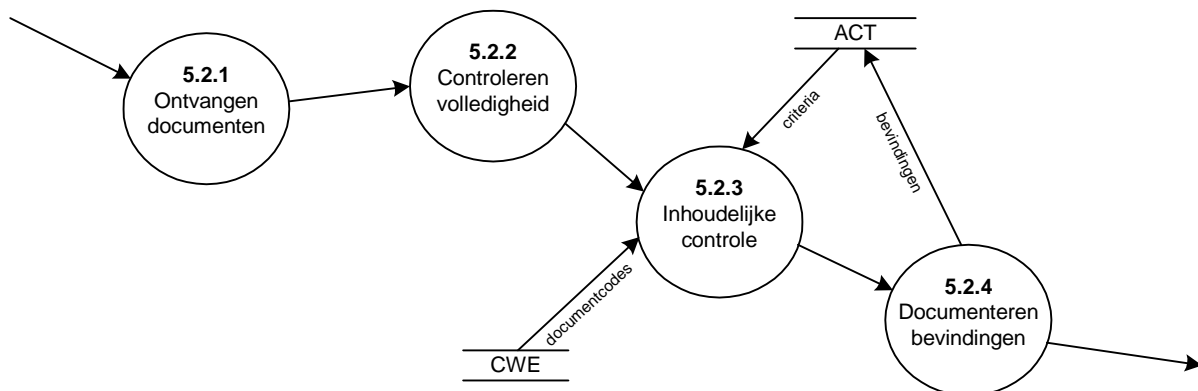 5.2.1
Ontvangen
documenten
5.2.2
Controleren
volledigheid
ACT
criteria
bevindingen
5.2.3
Inhoudelijke
controle
documentcodes
CWE
5.2.4
Documenteren
bevindingen